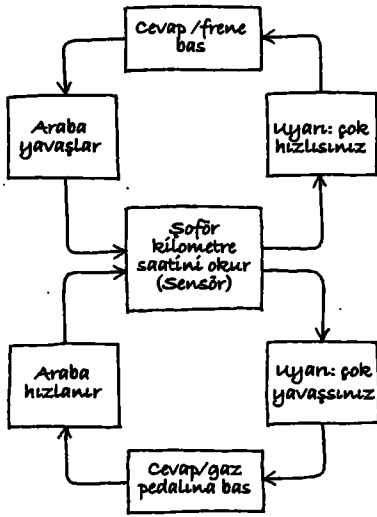 Cevap /frene
bas
Araba
yavaşlar
Uyarı: çok
hızlısınız
Şoför
kilometre
saatini okur
(Sensör)
Araba
hızlanır
Uyarı: çok
yavaşsınız
Cevap/gaz
pedalına bas